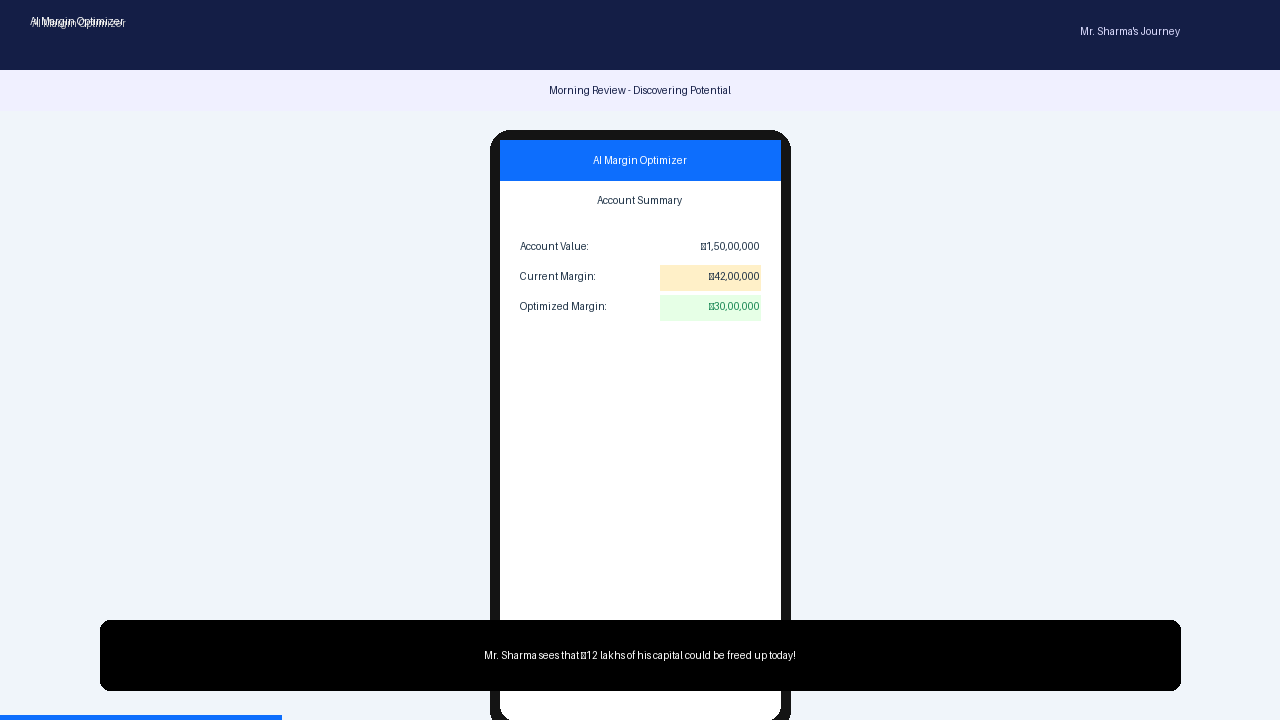 AI Margin Optimizer
Mr. Sharma's Journey
Morning Review - Discovering Potential
AI Margin Optimizer
Account Summary
Account Value: 1,50,00,000
Current Margin: 42,00,000
Optimized Margin: 30,00,000
Mr. Sharma sees that 12 lakhs of his capital could be freed up today!